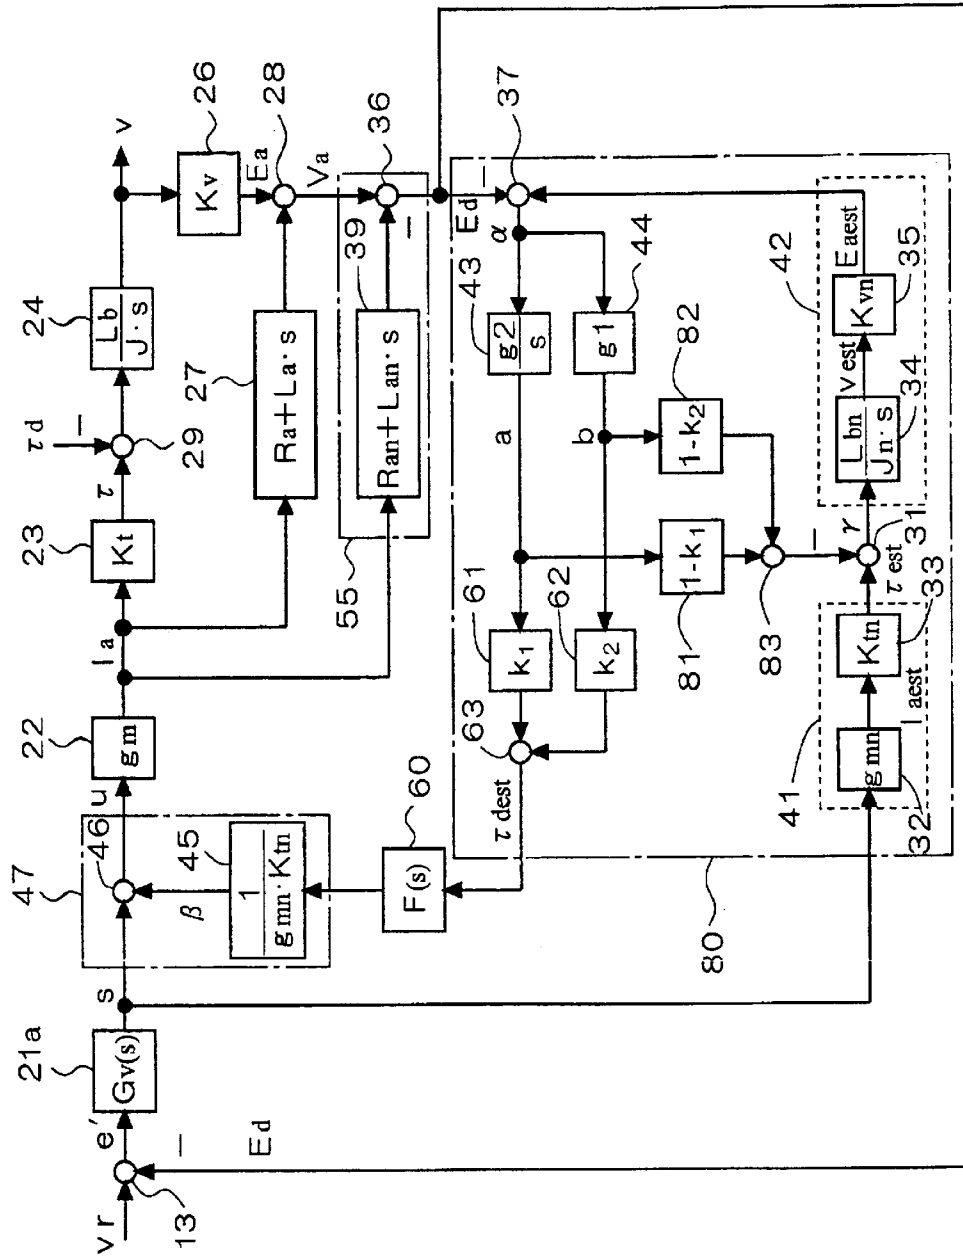 vr
13
e'
−
Ed
21a
Gv(s)
s
47
46
β
45
1
gmn·Ktn
u
22
gm
Ia
23
Kt
τ
τd
−
29
24
Lb
J·s
v
26
Kv
Ea
28
27
Ra+La·s
Va
55
39
Ran+Lan·s
−
36
Ed
−
37
α
43
g2
s
44
g1
a
b
61
k1
62
k2
63
τdest
60
F(s)
81
1-k1
82
1-k2
83
−
80
41
32
gmn
Iaest
33
Ktn
τest
31
γ
42
34
Lbn
Jn·s
vest
35
Kvn
Eaest